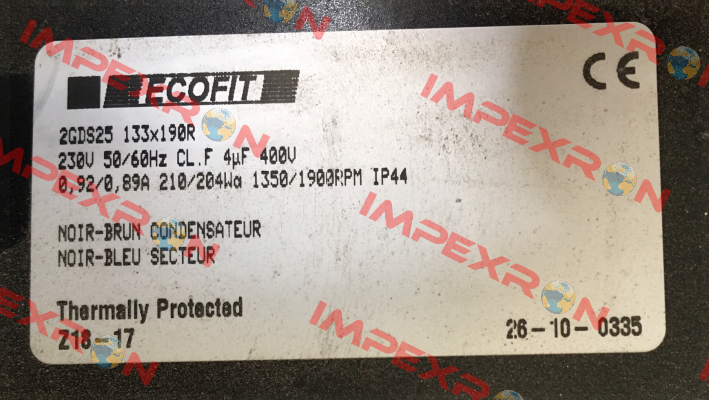 ECOFIT
CE
2GDS25 133x190R
230V 50/60Hz CL.F 4µF 400V
0,92/0,89A 210/204Wa 1350/1900RPM IP44
NOIR-BRUN CONDENSATEUR
NOIR-BLEU SECTEUR
Thermally Protected
Z18-17
26-10-0335
IMPEXRON
IMPEXRON
IMPEXRON
IMPEXRON
IMPEXRON
IMPEXRON